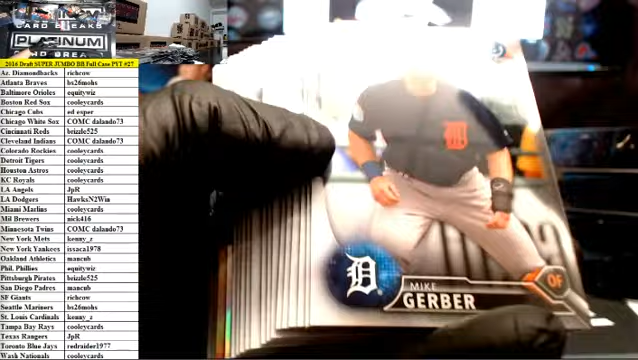 CARD BREAKS
PLATINUM
CARD BREAKS
2016 Draft SUPER JUMBO BB Full Case PYT #27
Az. Diamondbacks richcow
Atlanta Braves bs26mohs
Baltimore Orioles equitywiz
Boston Red Sox cooleycards
Chicago Cubs ed esper
Chicago White Sox COMC dalando73
Cincinnati Reds brizzle525
Cleveland Indians COMC dalando73
Colorado Rockies cooleycards
Detroit Tigers cooleycards
Houston Astros cooleycards
KC Royals cooleycards
LA Angels JpR
LA Dodgers HawksN2Win
Miami Marlins cooleycards
Mil Brewers nick416
Minnesota Twins COMC dalando73
New York Mets kenny_z
New York Yankees issaca1978
Oakland Athletics mancub
Phil. Phillies equitywiz
Pittsburgh Pirates brizzle525
San Diego Padres mancub
SF Giants richcow
Seattle Mariners bs26mohs
St. Louis Cardinals kenny_z
Tampa Bay Rays cooleycards
Texas Rangers JpR
Toronto Blue Jays redraider1977
Wash Nationals cooleycards
D
D
MIKE
GERBER
OF